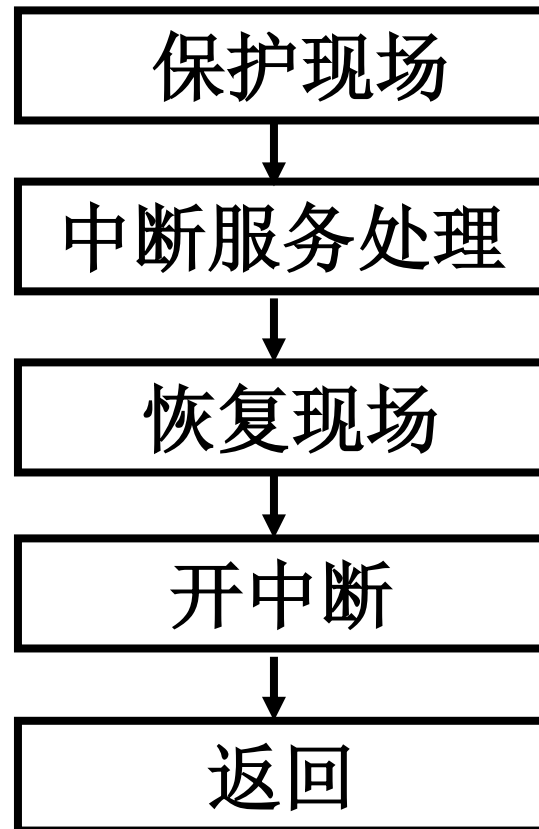 保护现场
中断服务处理
恢复现场
开中断
返回